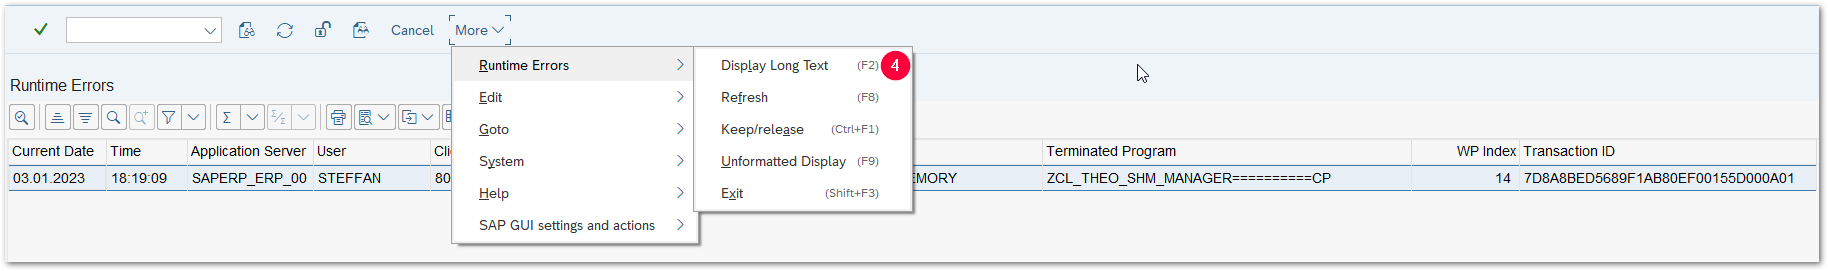 Cancel More
Runtime Errors Display Long Text (F2) 4
Runtime Errors
Edit Refresh (F8)
Goto Keep/release (Ctrl+F1)
System Unformatted Display (F9)
Help Exit (Shift+F3)
SAP GUI settings and actions
Current Date Time Application Server User Cli Terminated Program WP Index Transaction ID
03.01.2023 18:19:09 SAPERP_ERP_00 STEFFAN 80 EMORY ZCL_THEO_SHM_MANAGER==========CP 14 7D8A8BED5689F1AB80EF00155D000A01